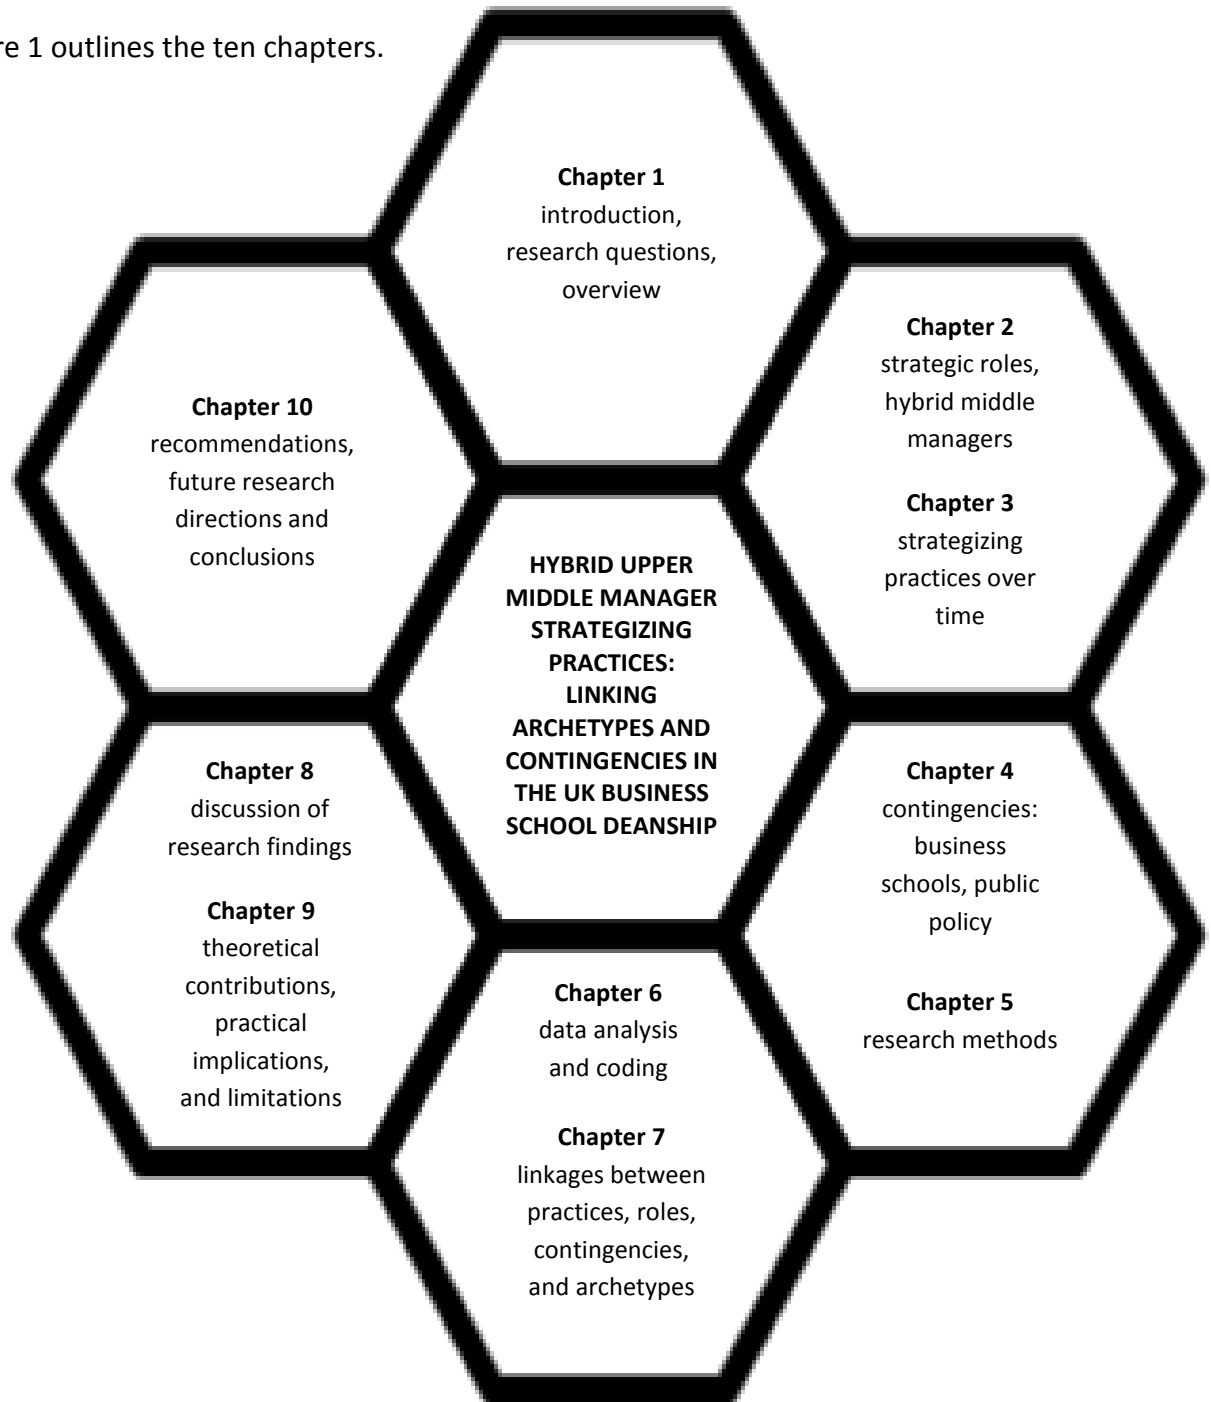 re 1 outlines the ten chapters.
Chapter 1
introduction,
research questions,
overview
Chapter 2
strategic roles,
hybrid middle
managers
Chapter 3
strategizing
practices over
time
Chapter 4
contingencies:
business
schools, public
policy
Chapter 5
research methods
Chapter 6
data analysis
and coding
Chapter 7
linkages between
practices, roles,
contingencies,
and archetypes
Chapter 8
discussion of
research findings
Chapter 9
theoretical
contributions,
practical
implications,
and limitations
Chapter 10
recommendations,
future research
directions and
conclusions
HYBRID UPPER
MIDDLE MANAGER
STRATEGIZING
PRACTICES:
LINKING
ARCHETYPES AND
CONTINGENCIES IN
THE UK BUSINESS
SCHOOL DEANSHIP